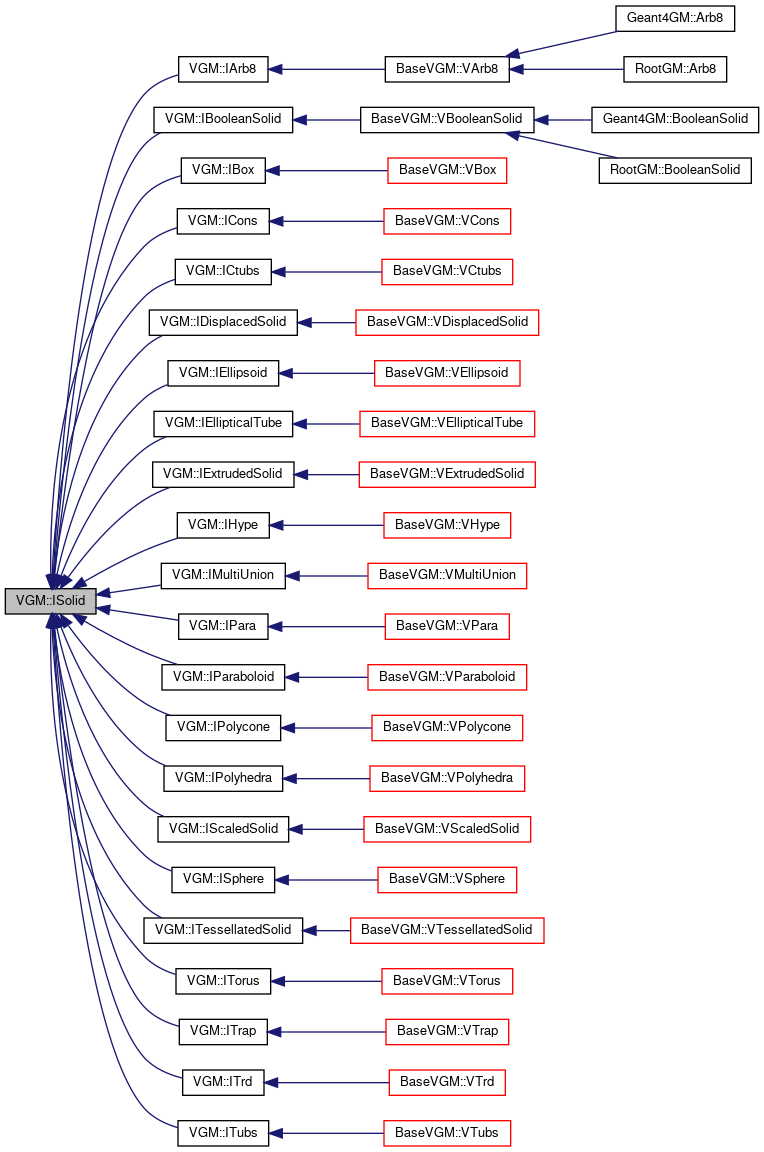 Geant4GM::Arb8
VGM::IArb8 BaseVGM::VArb8 RootGM::Arb8
VGM::IBooleanSolid BaseVGM::VBooleanSolid Geant4GM::BooleanSolid
VGM::IBox BaseVGM::VBox RootGM::BooleanSolid
VGM::ICons BaseVGM::VCons
VGM::ICtubs BaseVGM::VCtubs
VGM::IDisplacedSolid BaseVGM::VDisplacedSolid
VGM::IEllipsoid BaseVGM::VEllipsoid
VGM::IEllipticalTube BaseVGM::VEllipticalTube
VGM::IExtrudedSolid BaseVGM::VExtrudedSolid
VGM::IHype BaseVGM::VHype
VGM::IMultiUnion BaseVGM::VMultiUnion
VGM::ISolid
VGM::IPara BaseVGM::VPara
VGM::IParaboloid BaseVGM::VParaboloid
VGM::IPolycone BaseVGM::VPolycone
VGM::IPolyhedra BaseVGM::VPolyhedra
VGM::IScaledSolid BaseVGM::VScaledSolid
VGM::ISphere BaseVGM::VSphere
VGM::ITessellatedSolid BaseVGM::VTessellatedSolid
VGM::ITorus BaseVGM::VTorus
VGM::ITrap BaseVGM::VTrap
VGM::ITrd BaseVGM::VTrd
VGM::ITubs BaseVGM::VTubs